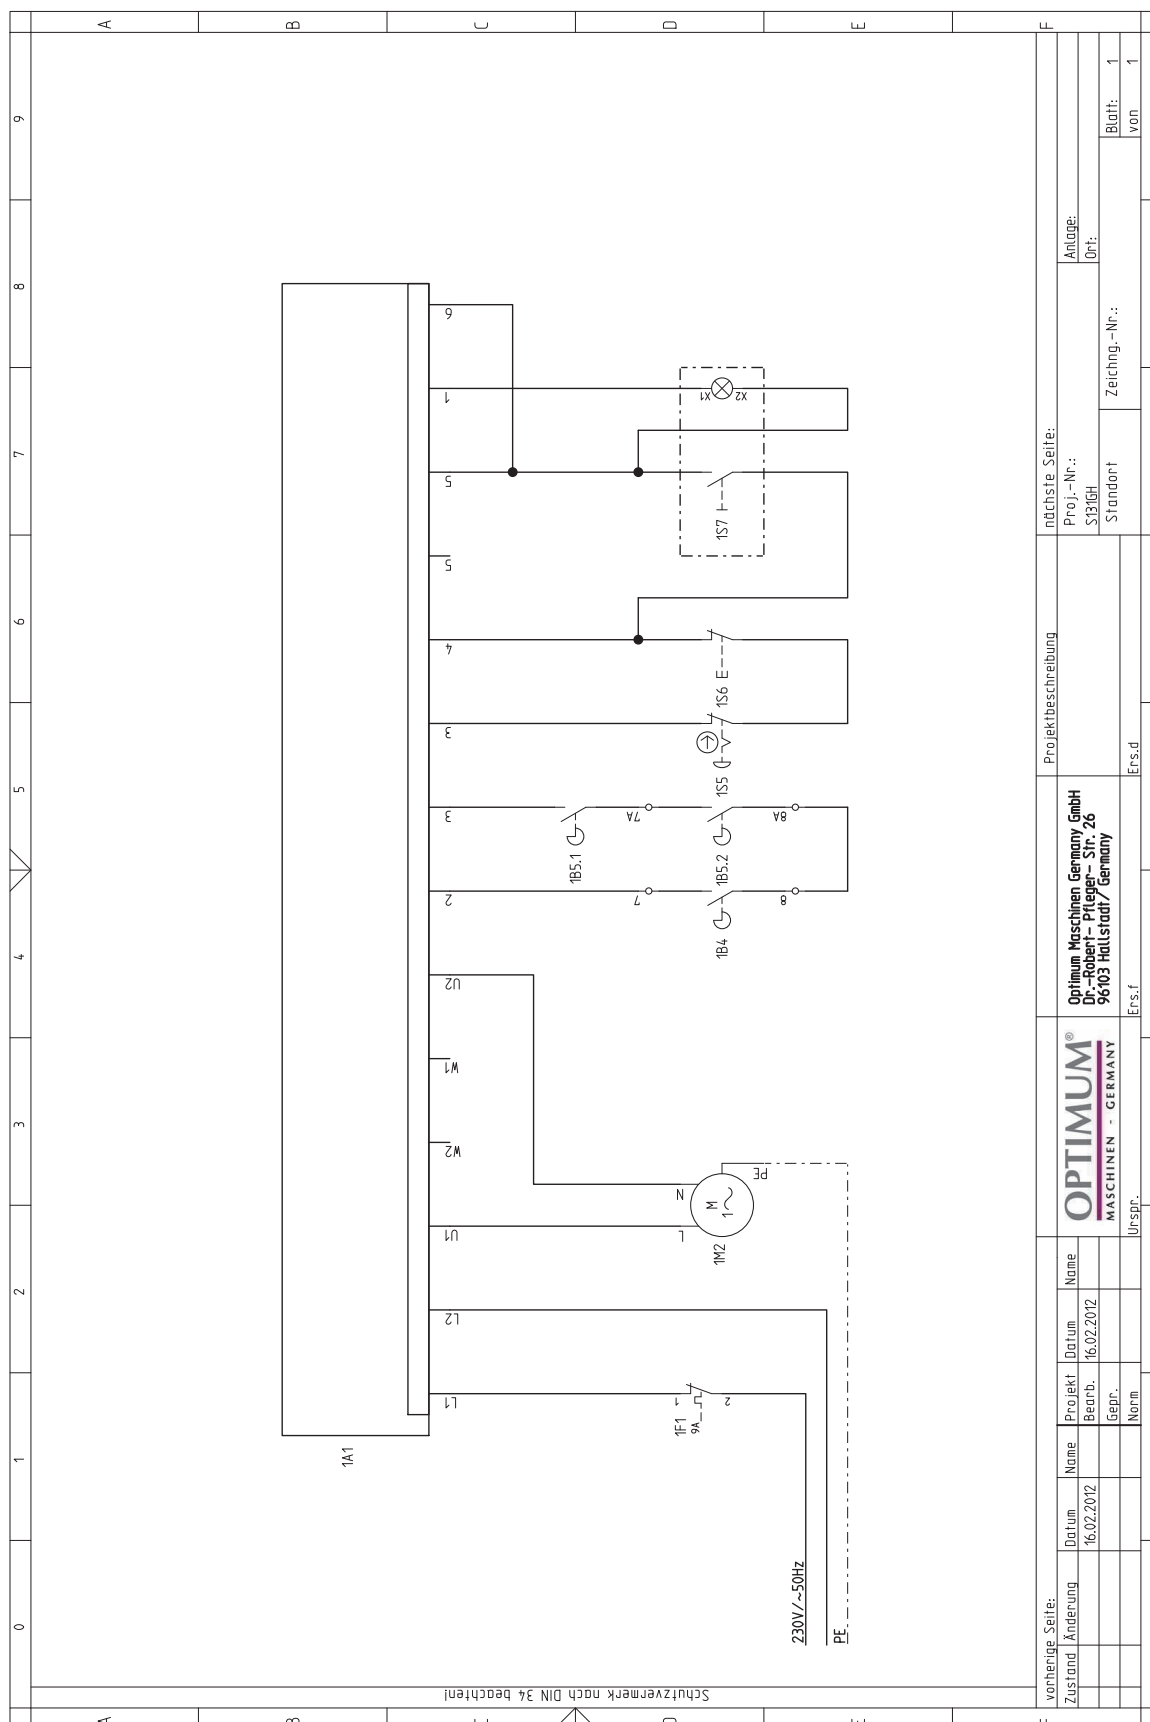 0 1 2 3 4 5 6 7 8 9
A
B
C
D
E
F
1A1
L1 L2 U1 W2 W1 U2 2 3 3 4 5 5 1 6
1F1
9A
1
2
L
N
M
1~
1M2
PE
7
1B4
8
1B5.1
7A
1B5.2
8A
1S5
1S6
1S7
X1
X2
230V/~50Hz
PE
Schutzvermerk nach DIN 34 beachten!
vorherige Seite:
Projektbeschreibung
nächste Seite:
Zustand Änderung Datum Name
16.02.2012
Projekt Datum Name
Bearb. 16.02.2012
Gepr.
Norm
OPTIMUM®
MASCHINEN - GERMANY
Urspr.
Optimum Maschinen Germany GmbH
Dr.-Robert- Pfleger- Str. 26
96103 Hallstadt/ Germany
Ers.f
Ers.d
Proj.-Nr.:
S131GH
Anlage:
Ort:
Standort
Zeichng.-Nr.:
Blatt: 1
von 1